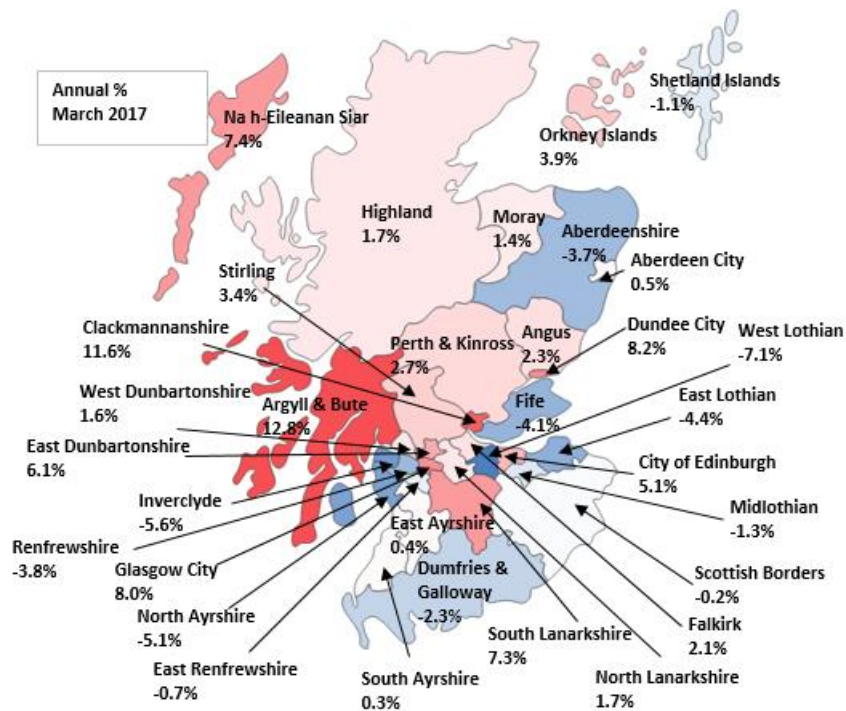 Annual %
March 2017
Na h-Eileanan Siar
7.4%
Shetland Islands
-1.1%
Orkney Islands
3.9%
Highland
1.7%
Moray
1.4%
Aberdeenshire
-3.7%
Aberdeen City
0.5%
Stirling
3.4%
Clackmannanshire
11.6%
Perth & Kinross
2.7%
Angus
2.3%
Dundee City
8.2%
West Lothian
-7.1%
West Dunbartonshire
1.6%
Argyll & Bute
12.8%
Fife
-4.1%
East Lothian
-4.4%
East Dunbartonshire
6.1%
City of Edinburgh
5.1%
Inverclyde
-5.6%
Midlothian
-1.3%
Renfrewshire
-3.8%
East Ayrshire
0.4%
Glasgow City
8.0%
Dumfries &
Galloway
-2.3%
Scottish Borders
-0.2%
North Ayrshire
-5.1%
South Lanarkshire
7.3%
Falkirk
2.1%
East Renfrewshire
-0.7%
South Ayrshire
0.3%
North Lanarkshire
1.7%